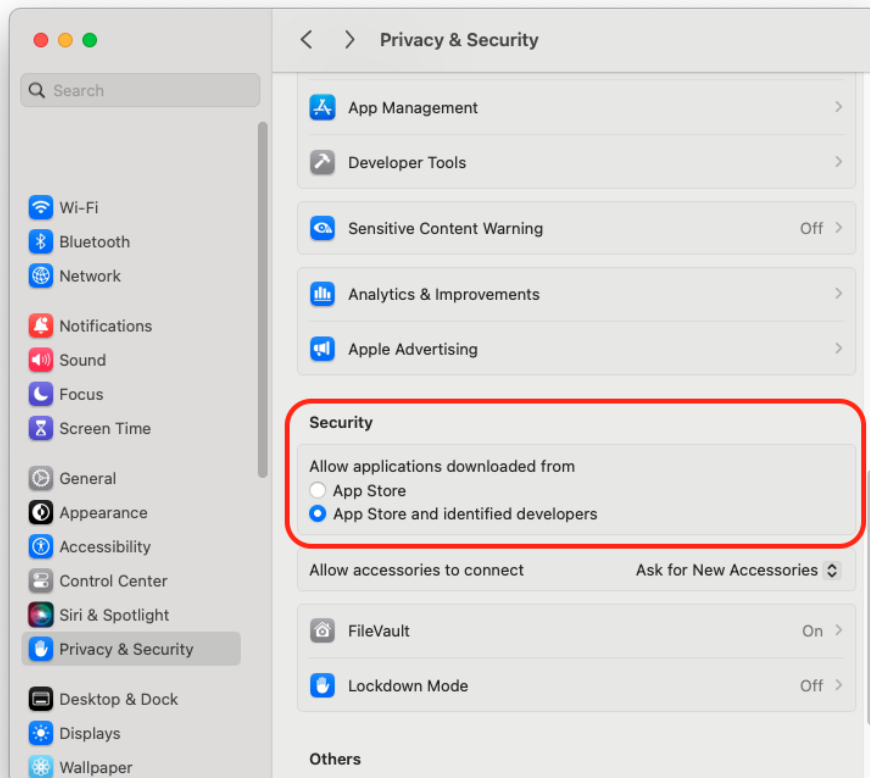 Privacy & Security
Search
Wi-Fi
Bluetooth
Network
Notifications
Sound
Focus
Screen Time
General
Appearance
Accessibility
Control Center
Siri & Spotlight
Privacy & Security
Desktop & Dock
Displays
Wallpaper
App Management
Developer Tools
Sensitive Content Warning Off
Analytics & Improvements
Apple Advertising
Security
Allow applications downloaded from
App Store
App Store and identified developers
Allow accessories to connect Ask for New Accessories
FileVault On
Lockdown Mode Off
Others